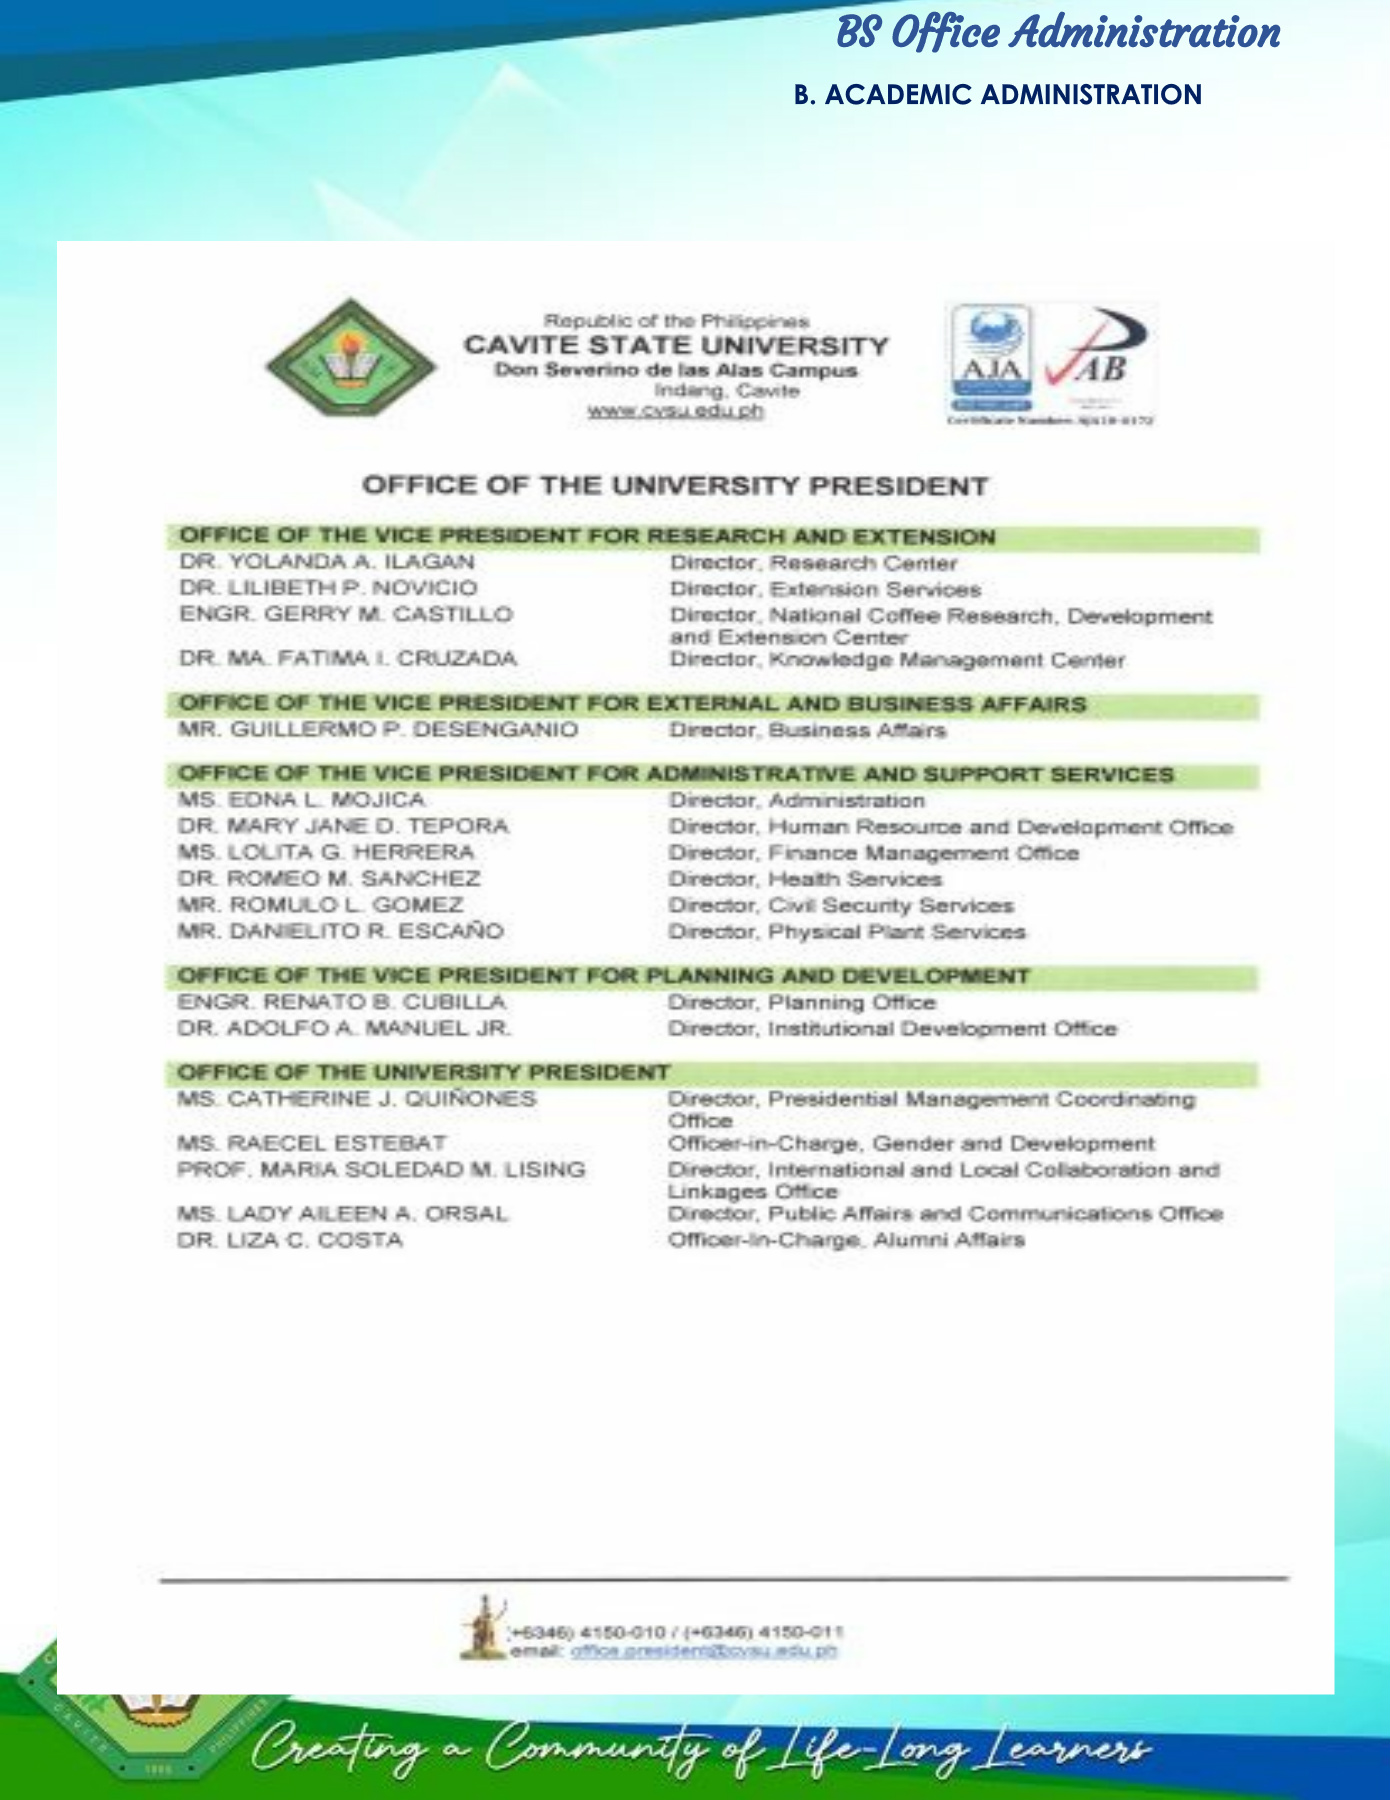 BS Office Administration
B. ACADEMIC ADMINISTRATION
Republic of the Philippines
CAVITE STATE UNIVERSITY
Don Severino de las Alas Campus
Indang, Cavite
www.cvsu.edu.ph
AJA
PAB
Certificate Number:
OFFICE OF THE UNIVERSITY PRESIDENT
OFFICE OF THE VICE PRESIDENT FOR RESEARCH AND EXTENSION
DR. YOLANDA A. ILAGAN Director, Research Center
DR. LILIBETH P. NOVICIO Director, Extension Services
ENGR. GERRY M. CASTILLO Director, National Coffee Research, Development
and Extension Center
DR. MA. FATIMA I. CRUZADA Director, Knowledge Management Center
OFFICE OF THE VICE PRESIDENT FOR EXTERNAL AND BUSINESS AFFAIRS
MR. GUILLERMO P. DESENGANIO Director, Business Affairs
OFFICE OF THE VICE PRESIDENT FOR ADMINISTRATIVE AND SUPPORT SERVICES
MS. EDNA L. MOJICA Director, Administration
DR. MARY JANE D. TEPORA Director, Human Resource and Development Office
MS. LOLITA G. HERRERA Director, Finance Management Office
DR. ROMEO M. SANCHEZ Director, Health Services
MR. ROMULO L. GOMEZ Director, Civil Security Services
MR. DANIELITO R. ESCAÑO Director, Physical Plant Services
OFFICE OF THE VICE PRESIDENT FOR PLANNING AND DEVELOPMENT
ENGR. RENATO B. CUBILLA Director, Planning Office
DR. ADOLFO A. MANUEL JR. Director, Institutional Development Office
OFFICE OF THE UNIVERSITY PRESIDENT
MS. CATHERINE J. QUIÑONES Director, Presidential Management Coordinating
Office
MS. RAECEL ESTEBAT Officer-in-Charge, Gender and Development
PROF. MARIA SOLEDAD M. LISING Director, International and Local Collaboration and
Linkages Office
MS. LADY AILEEN A. ORSAL Director, Public Affairs and Communications Office
DR. LIZA C. COSTA Officer-In-Charge, Alumni Affairs
+6346) 4150-010 / (+6346) 4150-011
email: office.president@cvsu.edu.ph
CAVITE
PHILIPPINES
1906
Creating a Community of Life-Long Learners